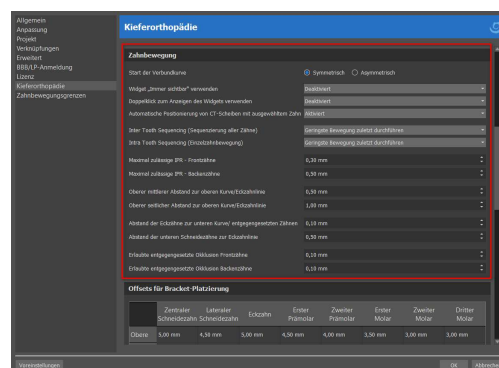 Allgemein
Anpassung
Projekt
Verknüpfungen
Erweitert
BBB/LP-Anmeldung
Lizenz
Kieferorthopädie
Zahnbewegungsgrenzen
Kieferorthopädie
Zahnbewegung
Start der Verbundkurve Symmetrisch Asymmetrisch
Widget „Immer sichtbar" verwenden Deaktiviert
Doppelklick zum Anzeigen des Widgets verwenden Deaktiviert
Automatische Positionierung von CT-Scheiben mit ausgewähltem Zahn Aktiviert
Inter Tooth Sequencing (Sequenzierung aller Zähne) Geringste Bewegung zuletzt durchführen
Intra Tooth Sequencing (Einzelzahnbewegung) Geringste Bewegung zuletzt durchführen
Maximal zulässige IPR - Frontzähne 0,30 mm
Maximal zulässige IPR - Backenzähne 0,50 mm
Oberer mittlerer Abstand zur oberen Kurve/Eckzahnlinie 0,50 mm
Oberer seitlicher Abstand zur oberen Kurve/Eckzahnlinie 1,00 mm
Abstand der Eckzähne zur unteren Kurve/ entgegengesetzten Zähnen 0,10 mm
Abstand der unteren Schneidezähne zur Eckzahnlinie 0,50 mm
Erlaubte entgegengesetzte Okklusion Frontzähne 0,10 mm
Erlaubte entgegengesetzte Okklusion Backenzähne 0,10 mm
Offsets für Bracket-Platzierung
Zentraler Schneidezahn Lateraler Schneidezahn Eckzahn Erster Prämolar Zweiter Prämolar Erster Molar Zweiter Molar Dritter Molar
Obere 5,00 mm 4,50 mm 5,00 mm 4,50 mm 4,00 mm 3,50 mm 3,00 mm 3,00 mm
Voreinstellungen OK Abbreche